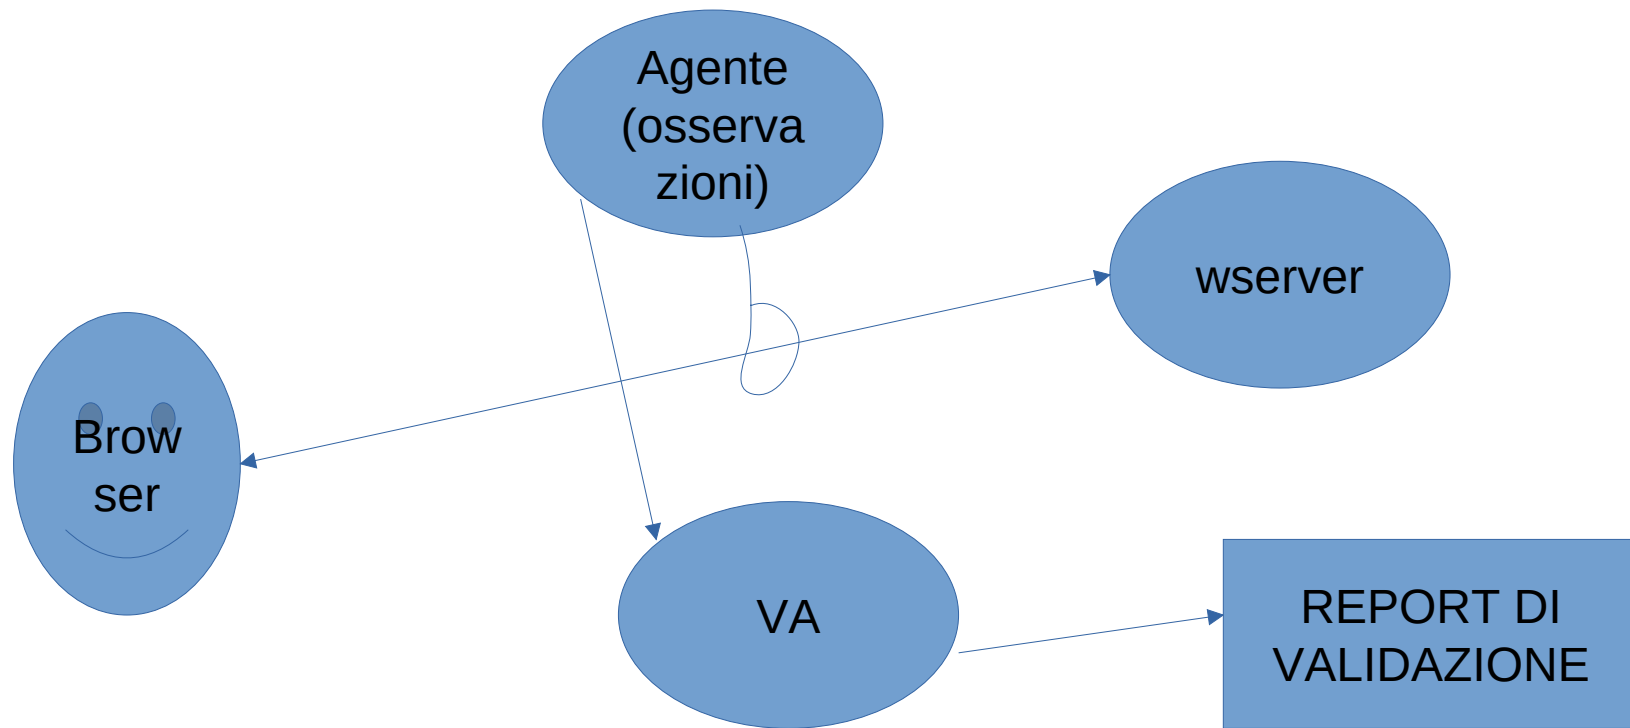 Agente
(osserva
zioni)
wserver
Brow
ser
VA
REPORT DI
VALIDAZIONE